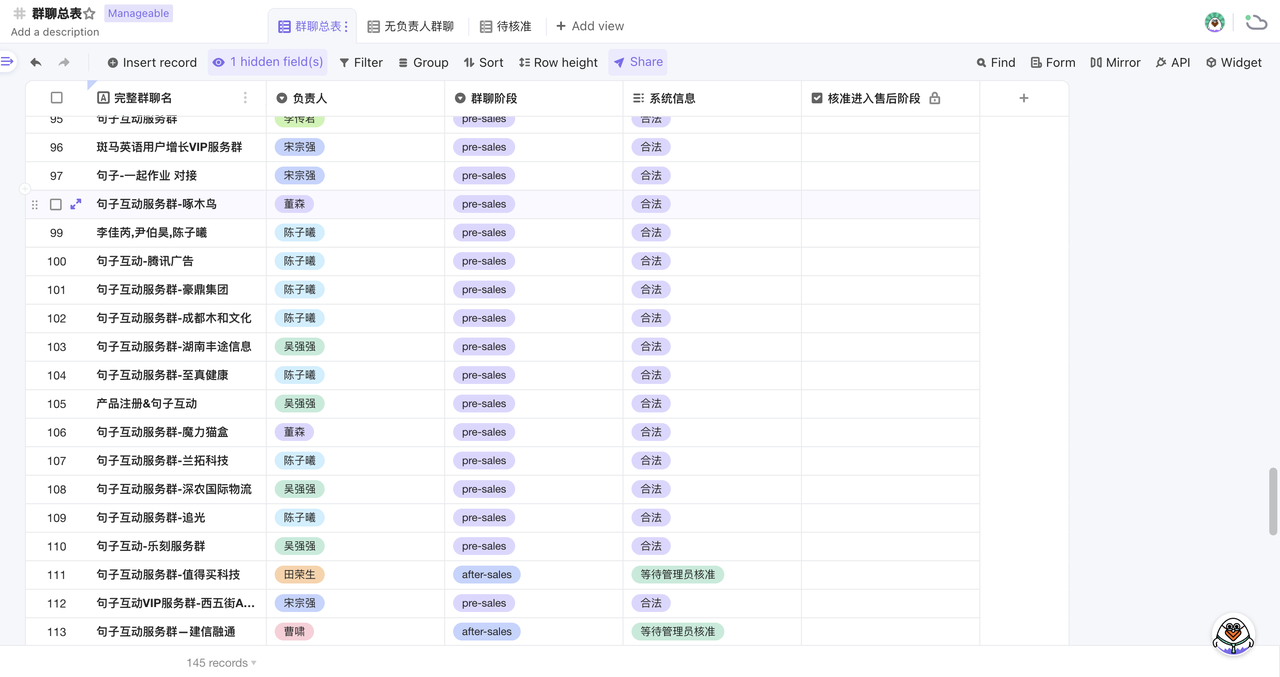 群聊总表 Manageable
Add a description
群聊总表 无负责人群聊 待核准 + Add view
Insert record 1 hidden field(s) Filter Group Sort Row height Share Find Form Mirror API Widget
完整群聊名 负责人 群聊阶段 系统信息 核准进入售后阶段 +
95 句子互动服务群 李传君 pre-sales 合法
96 斑马英语用户增长VIP服务群 宋宗强 pre-sales 合法
97 句子-一起作业 对接 宋宗强 pre-sales 合法
句子互动服务群-啄木鸟 董森 pre-sales 合法
99 李佳芮,尹伯昊,陈子曦 陈子曦 pre-sales 合法
100 句子互动-腾讯广告 陈子曦 pre-sales 合法
101 句子互动服务群-豪鼎集团 陈子曦 pre-sales 合法
102 句子互动服务群-成都木和文化 陈子曦 pre-sales 合法
103 句子互动服务群-湖南丰途信息 吴强强 pre-sales 合法
104 句子互动服务群-至真健康 陈子曦 pre-sales 合法
105 产品注册&句子互动 吴强强 pre-sales 合法
106 句子互动服务群-魔力猫盒 董森 pre-sales 合法
107 句子互动服务群-兰拓科技 陈子曦 pre-sales 合法
108 句子互动服务群-深农国际物流 吴强强 pre-sales 合法
109 句子互动服务群-追光 陈子曦 pre-sales 合法
110 句子互动-乐刻服务群 吴强强 pre-sales 合法
111 句子互动服务群-值得买科技 田荣生 after-sales 等待管理员核准
112 句子互动VIP服务群-西五街A... 宋宗强 pre-sales 合法
113 句子互动服务群—建信融通 曹啸 after-sales 等待管理员核准
145 records